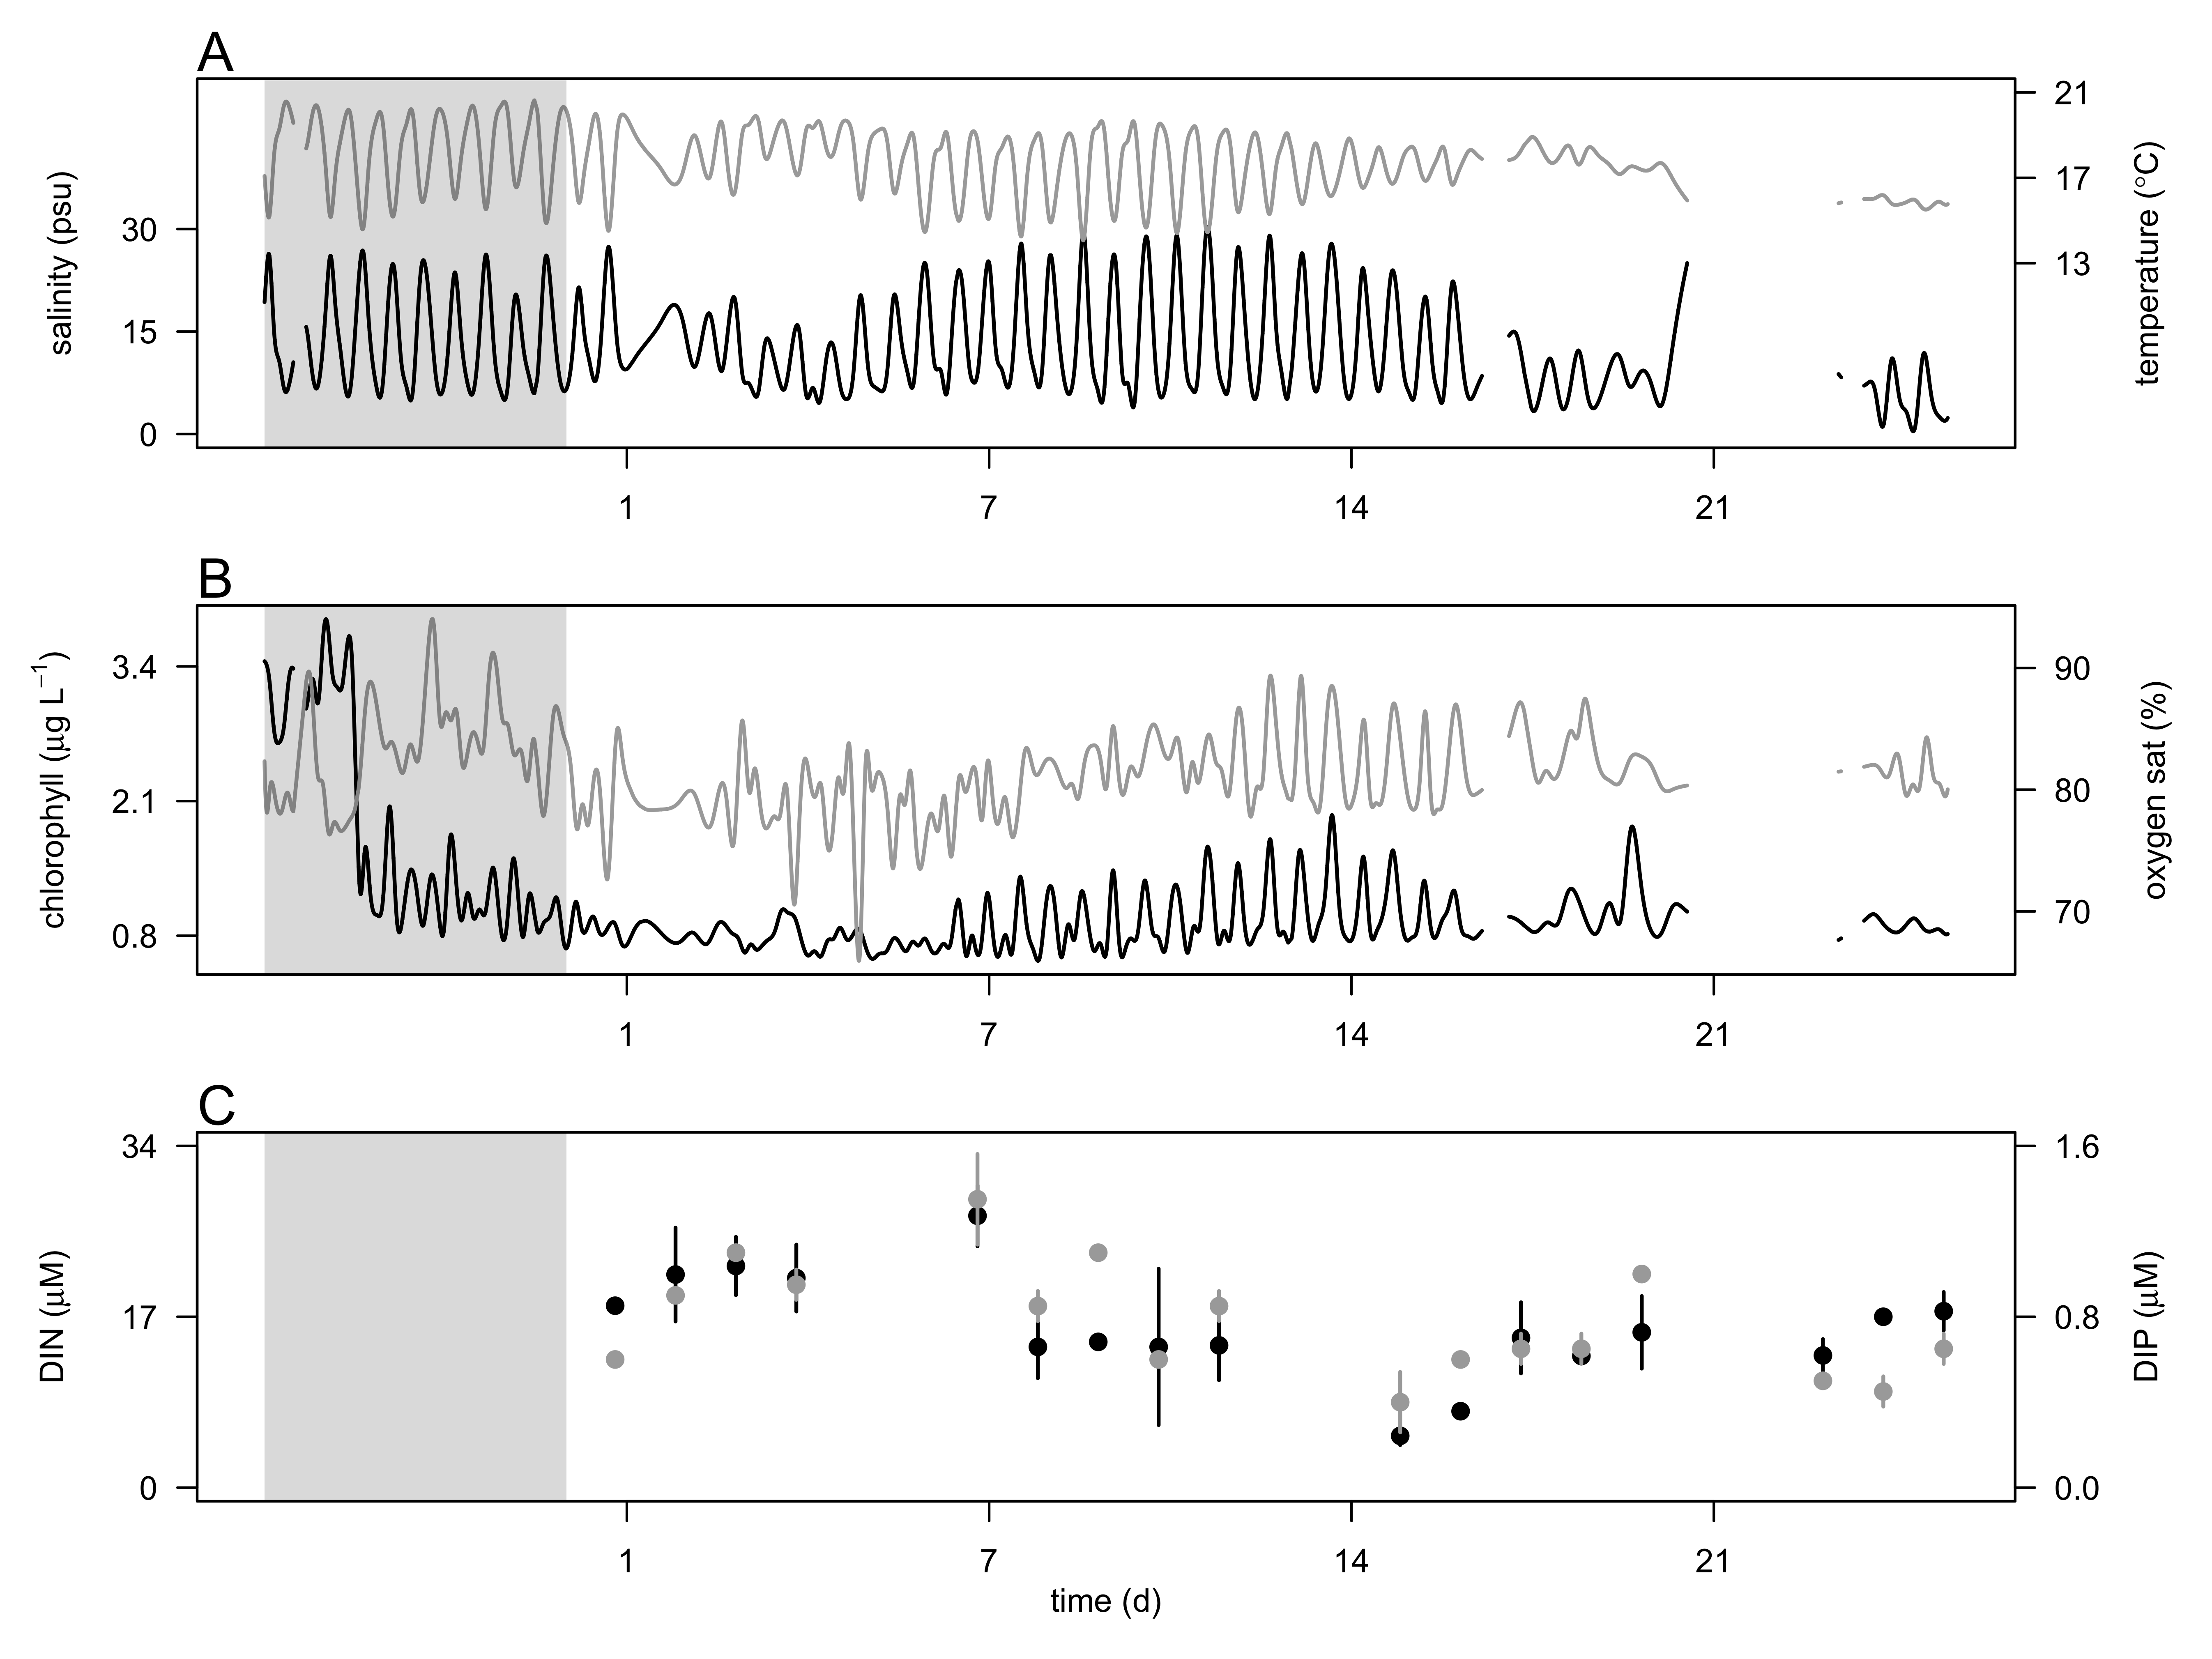 A
salinity (psu)
30
15
0
21
17
13
temperature (°C)
1 7 14 21
B
chlorophyll (μg L⁻¹)
3.4
2.1
0.8
90
80
70
oxygen sat (%)
1 7 14 21
C
DIN (μM)
34
17
0
1.6
0.8
0.0
DIP (μM)
1 7 14 21
time (d)